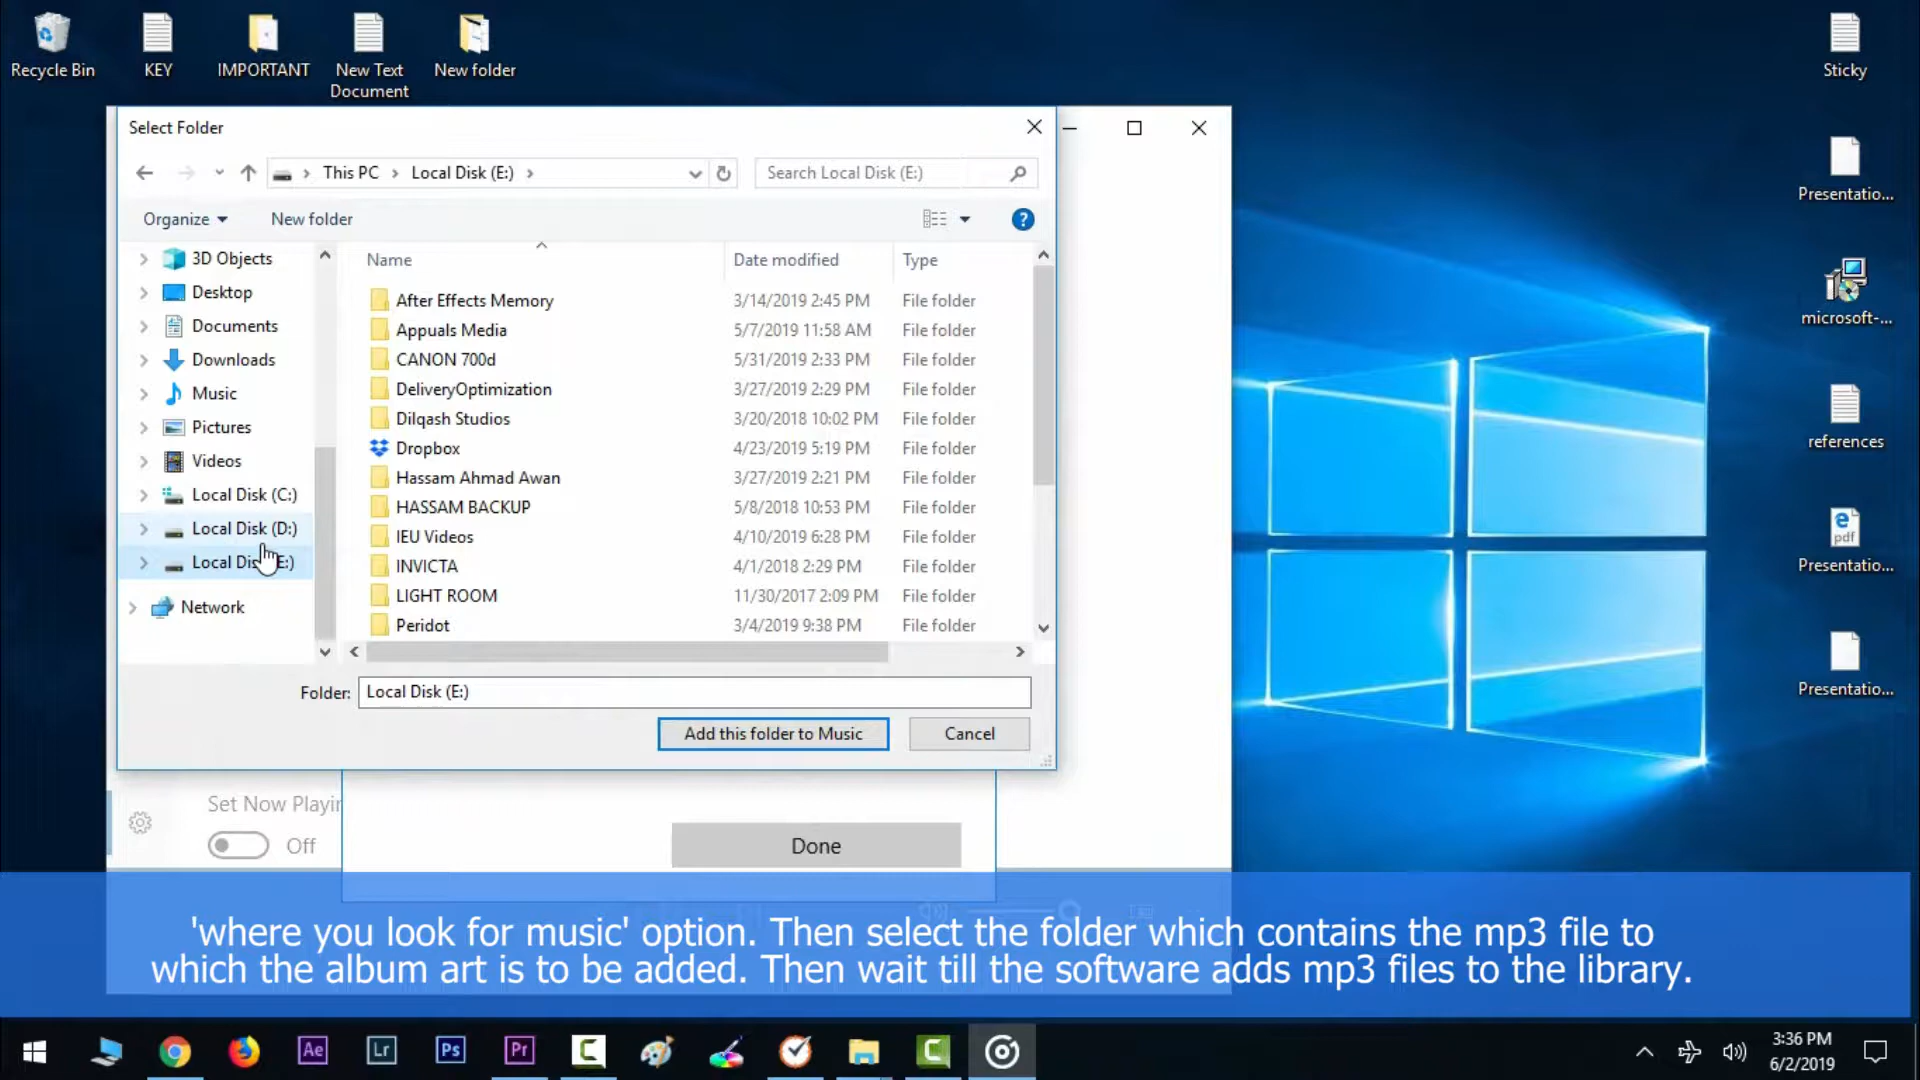 Recycle Bin
KEY
IMPORTANT
New Text
Document
New folder
Sticky
Select Folder
This PC
Local Disk (E:)
Search Local Disk (E:)
Organize
New folder
3D Objects
Desktop
Documents
Downloads
Music
Pictures
Videos
Local Disk (C:)
Local Disk (D:)
Local Disk (E:)
Network
Name Date modified Type
After Effects Memory 3/14/2019 2:45 PM File folder
Appuals Media 5/7/2019 11:58 AM File folder
CANON 700d 5/31/2019 2:33 PM File folder
DeliveryOptimization 3/27/2019 2:29 PM File folder
Dilqash Studios 3/20/2018 10:02 PM File folder
Dropbox 4/23/2019 5:19 PM File folder
Hassam Ahmad Awan 3/27/2019 2:21 PM File folder
HASSAM BACKUP 5/8/2018 10:53 PM File folder
IEU Videos 4/10/2019 6:28 PM File folder
INVICTA 4/1/2018 2:29 PM File folder
LIGHT ROOM 11/30/2017 2:09 PM File folder
Peridot 3/4/2019 9:38 PM File folder
Folder: Local Disk (E:)
Add this folder to Music
Cancel
Presentatio...
microsoft-...
references
pdf
Presentatio...
Presentatio...
Set Now Playin
Off
Done
'where you look for music' option. Then select the folder which contains the mp3 file to
which the album art is to be added. Then wait till the software adds mp3 files to the library.
Ae
Lr
Ps
Pr
3:36 PM
6/2/2019